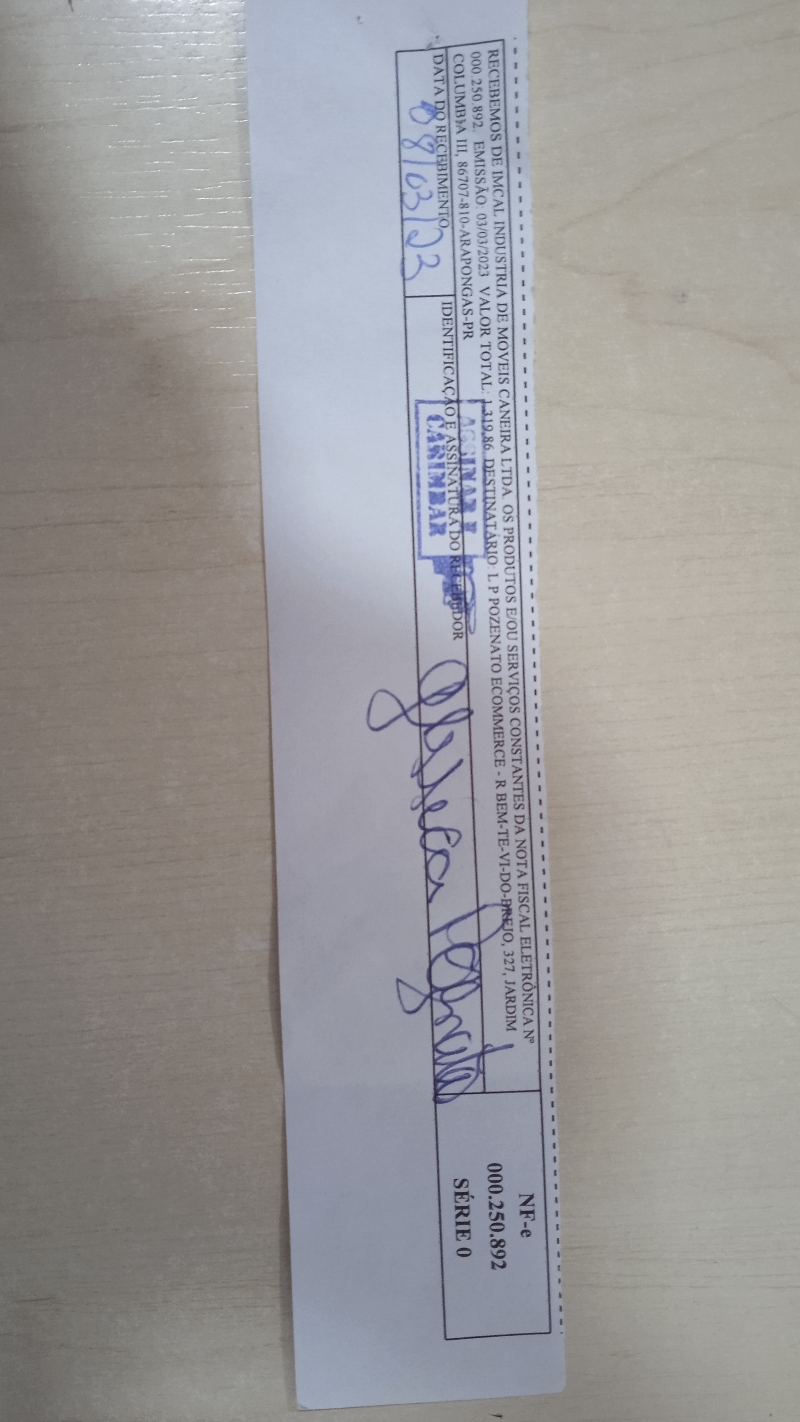 RECEBEMOS DE IMCAL INDUSTRIA DE MOVEIS CANEIRA LTDA. OS PRODUTOS E/OU SERVIÇOS CONSTANTES DA NOTA FISCAL ELETRÔNICA Nº
000.250.892. EMISSÃO: 03/03/2023 VALOR TOTAL: 1.319,86 DESTINATÁRIO: L P POZENATO ECOMMERCE - R BEM-TE-VI-DO-BREJO, 327, JARDIM
COLUMBIA III, 86707-810-ARAPONGAS-PR
DATA DO RECEBIMENTO
08/03/23
IDENTIFICAÇÃO E ASSINATURA DO RECEBEDOR
ASSINAR E
CARIMBAR
NF-e
000.250.892
SÉRIE 0